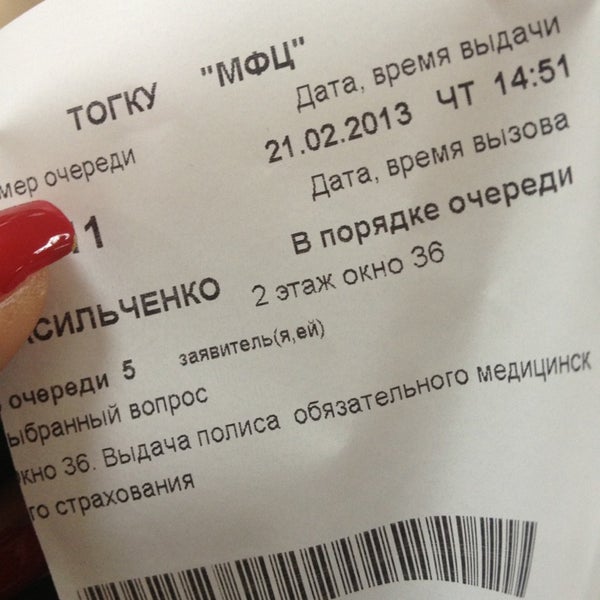 ТОГКУ "МФЦ"
Дата, время выдачи
мер очереди 21.02.2013 ЧТ 14:51
Дата, время вызова
11 В порядке очереди
СИЛЬЧЕНКО 2 этаж окно 36
очереди 5 заявитель(я,ей)
ыбранный вопрос
кно 36. Выдача полиса обязательного медицинск
го страхования